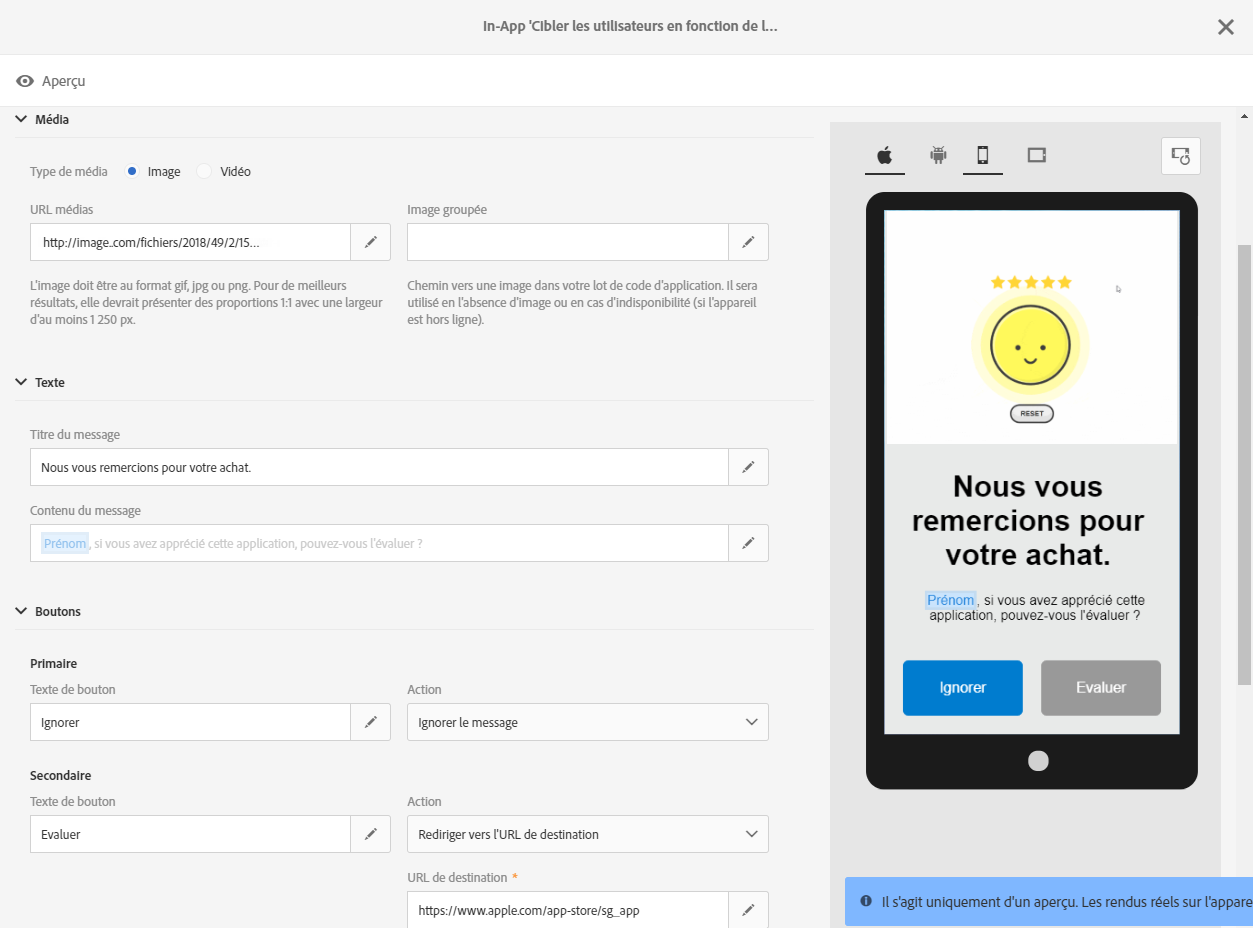 In-App 'Cibler les utilisateurs en fonction de l...
Aperçu
Média
Type de média
Image
Vidéo
URL médias
Image groupée
http://image.com/fichiers/2018/49/2/15...
L'image doit être au format gif, jpg ou png. Pour de meilleurs
résultats, elle devrait présenter des proportions 1:1 avec une largeur
d'au moins 1 250 px.
Chemin vers une image dans votre lot de code d'application. Il sera
utilisé en l'absence d'image ou en cas d'indisponibilité (si l'appareil
est hors ligne).
Texte
Titre du message
Nous vous remercions pour votre achat.
Contenu du message
Prénom, si vous avez apprécié cette application, pouvez-vous l'évaluer ?
Boutons
Primaire
Texte de bouton
Action
Ignorer
Ignorer le message
Secondaire
Texte de bouton
Action
Evaluer
Rediriger vers l'URL de destination
URL de destination *
https://www.apple.com/app-store/sg_app
RESET
Nous vous
remercions pour
votre achat.
Prénom, si vous avez apprécié cette
application, pouvez-vous l'évaluer ?
Ignorer
Evaluer
Il s'agit uniquement d'un aperçu. Les rendus réels sur l'appare